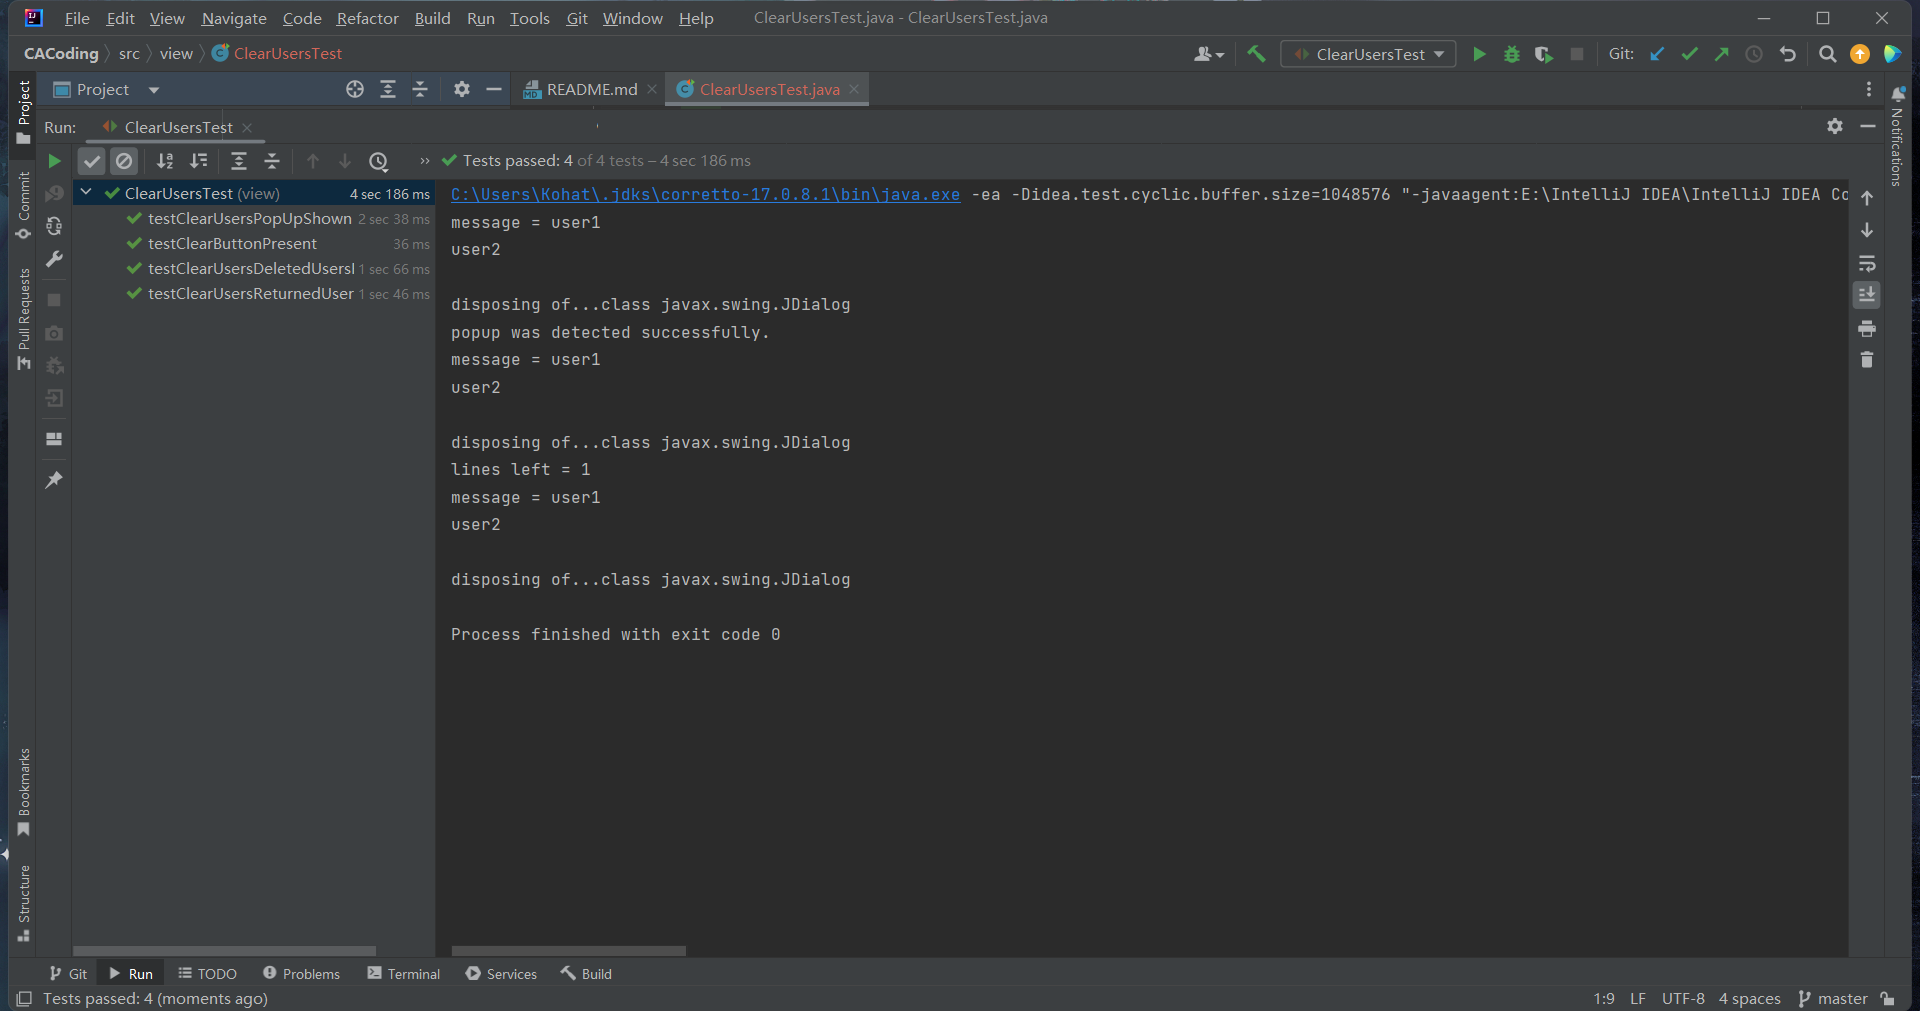 File Edit View Navigate Code Refactor Build Run Tools Git Window Help ClearUsersTest.java - ClearUsersTest.java
CACoding src view ClearUsersTest ClearUsersTest Git:
Project README.md ClearUsersTest.java
Run: ClearUsersTest
Tests passed: 4 of 4 tests – 4 sec 186 ms
ClearUsersTest (view) 4 sec 186 ms
testClearUsersPopUpShown 2 sec 38 ms
testClearButtonPresent 36 ms
testClearUsersDeletedUsersI 1 sec 66 ms
testClearUsersReturnedUser 1 sec 46 ms
C:\Users\Kohat\.jdks\corretto-17.0.8.1\bin\java.exe -ea -Didea.test.cyclic.buffer.size=1048576 "-javaagent:E:\IntelliJ IDEA\IntelliJ IDEA Co
message = user1
user2
disposing of...class javax.swing.JDialog
popup was detected successfully.
message = user1
user2
disposing of...class javax.swing.JDialog
lines left = 1
message = user1
user2
disposing of...class javax.swing.JDialog
Process finished with exit code 0
Project
Commit
Pull Requests
Bookmarks
Structure
Notifications
Git Run TODO Problems Terminal Services Build
Tests passed: 4 (moments ago) 1:9 LF UTF-8 4 spaces master